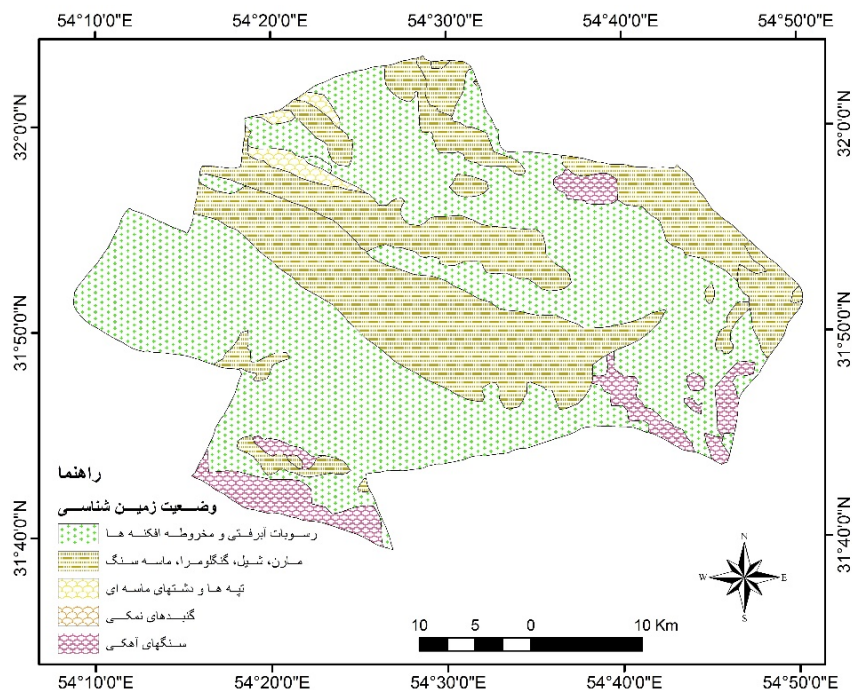 54°10'0"E 54°20'0"E 54°30'0"E 54°40'0"E 54°50'0"E
32°0'0"N 32°0'0"N
31°50'0"N 31°50'0"N
راهنما
وضعیت زمین شناسی
رسوبات آبرفتی و مخروطه افکنه ها
مارن، شیل، گنگلومرا، ماسه سنگ
تپه ها و دشتهای ماسه ای
گنبدهای نمکی
سنگهای آهکی
31°40'0"N 31°40'0"N
N
W E
S
10 5 0 10 Km
54°10'0"E 54°20'0"E 54°30'0"E 54°40'0"E 54°50'0"E